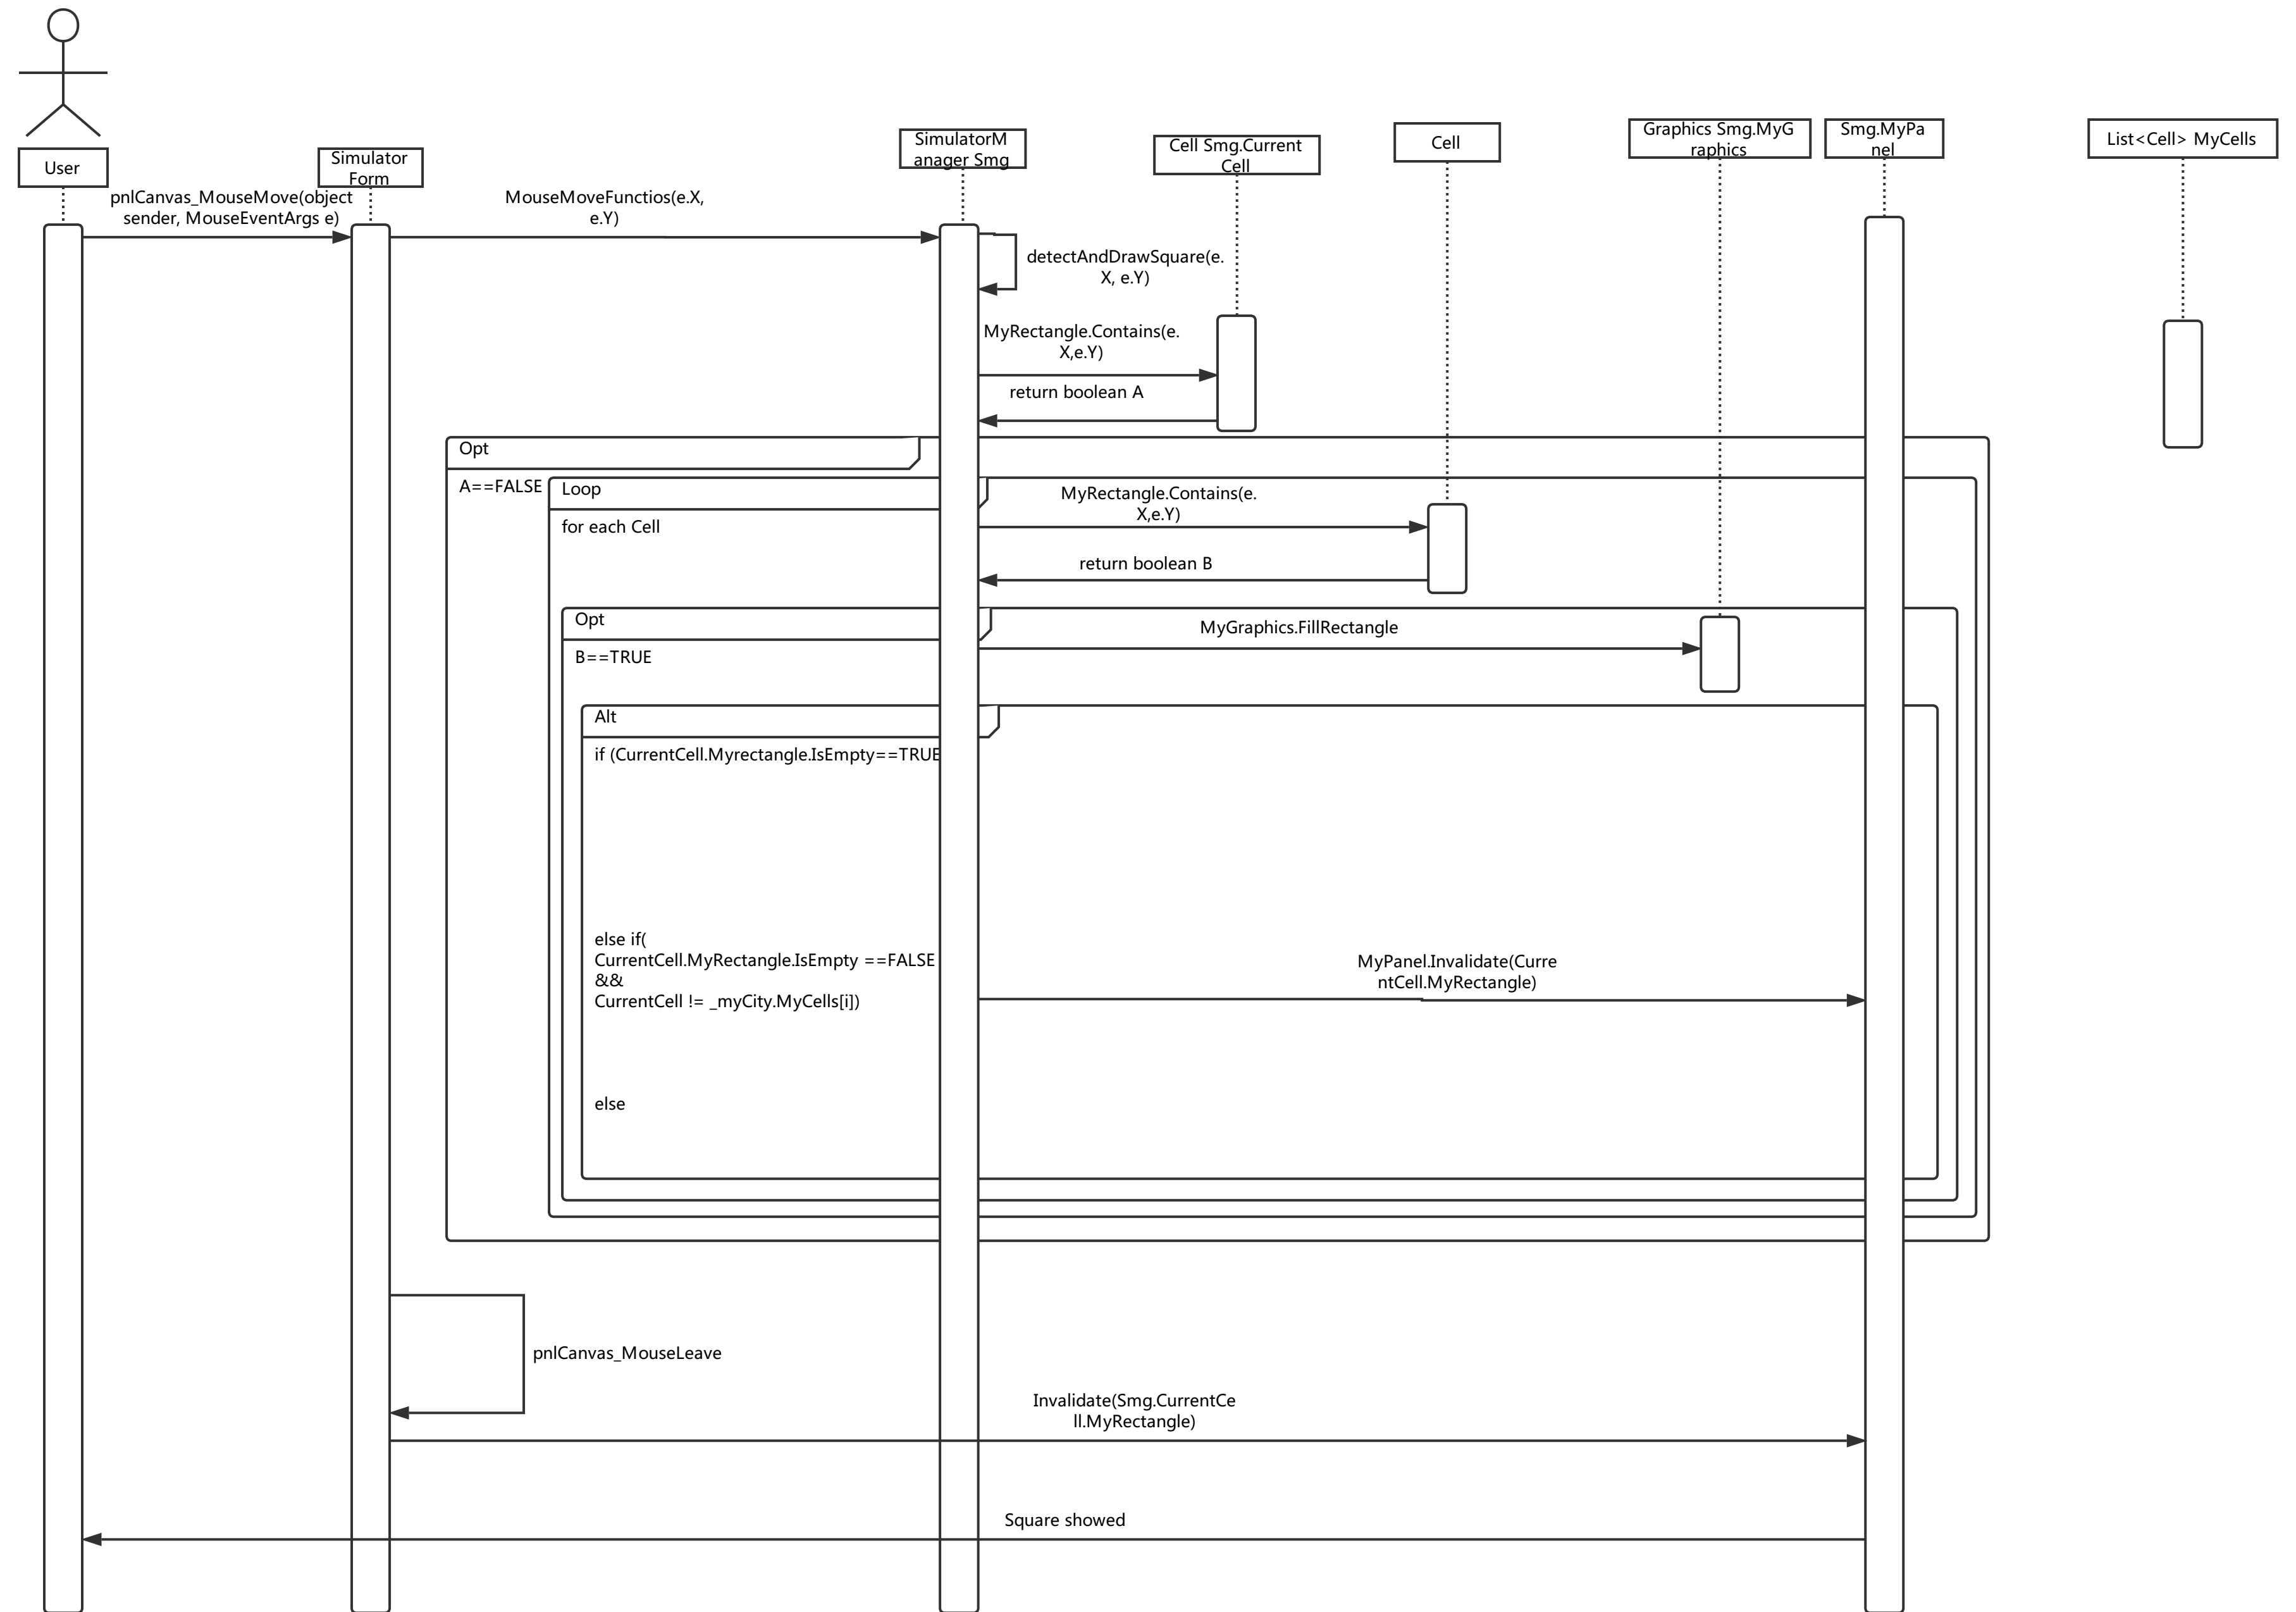 User
Simulator
Form
SimulatorM
anager Smg
Cell Smg.Current
Cell
Cell
Graphics Smg.MyG
raphics
Smg.MyPa
nel
List<Cell> MyCells
pnlCanvas_MouseMove(object
sender, MouseEventArgs e)
MouseMoveFunctios(e.X,
e.Y)
detectAndDrawSquare(e.
X, e.Y)
MyRectangle.Contains(e.
X,e.Y)
return boolean A
Opt
A==FALSE
Loop
for each Cell
MyRectangle.Contains(e.
X,e.Y)
return boolean B
Opt
B==TRUE
MyGraphics.FillRectangle
Alt
if (CurrentCell.Myrectangle.IsEmpty==TRUE
else if(
CurrentCell.MyRectangle.IsEmpty ==FALSE
&&
CurrentCell != _myCity.MyCells[i])
MyPanel.Invalidate(Curre
ntCell.MyRectangle)
else
pnlCanvas_MouseLeave
Invalidate(Smg.CurrentCe
ll.MyRectangle)
Square showed